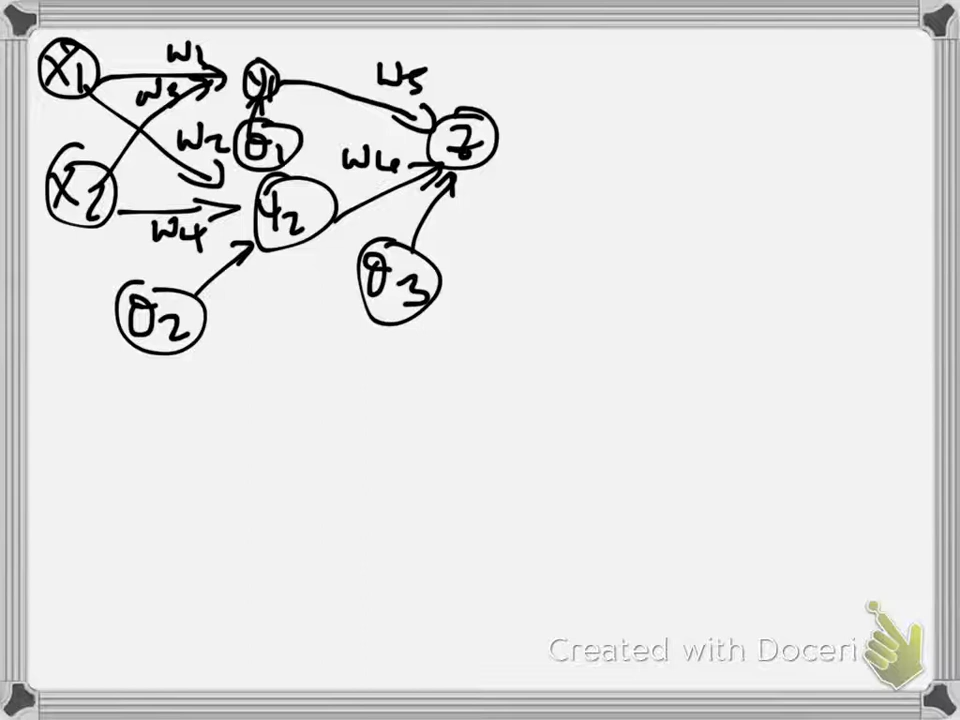 X1 W1 y1 W5
W3
W2 θ1 z
X2 W6
W4 y2
θ2 θ3
Created with Doceri